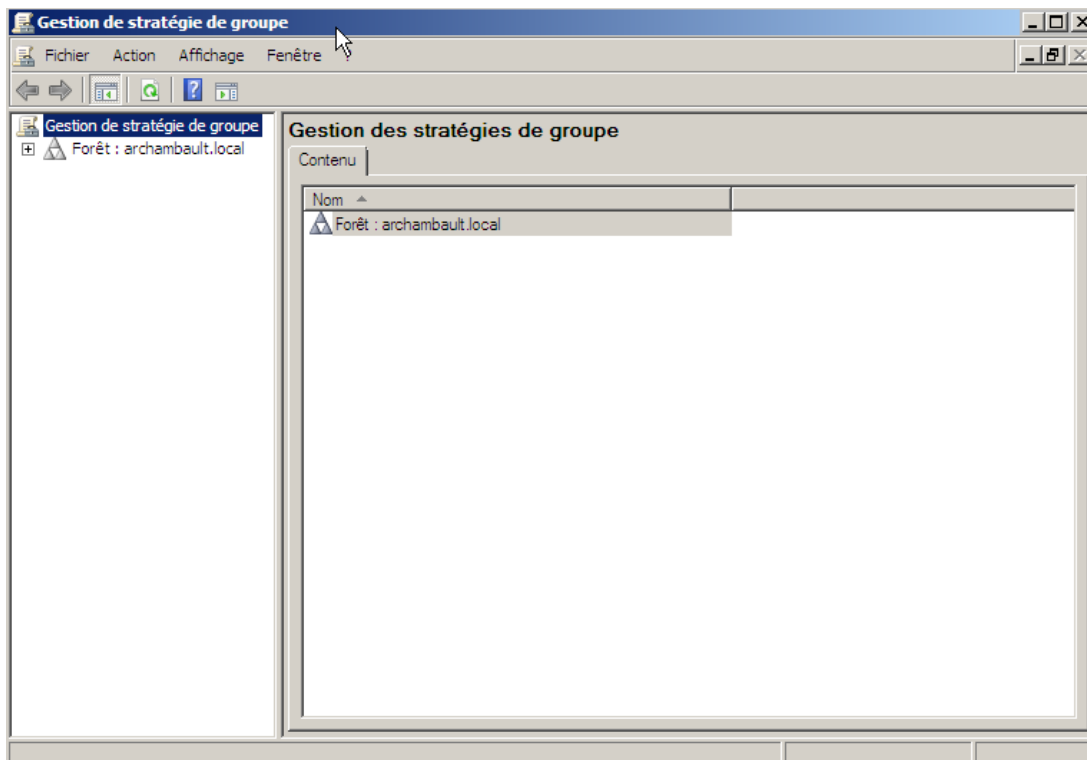 Gestion de stratégie de groupe
Fichier Action Affichage Fenêtre ?
Gestion de stratégie de groupe
Forêt : archambault.local
Gestion des stratégies de groupe
Contenu
Nom
Forêt : archambault.local